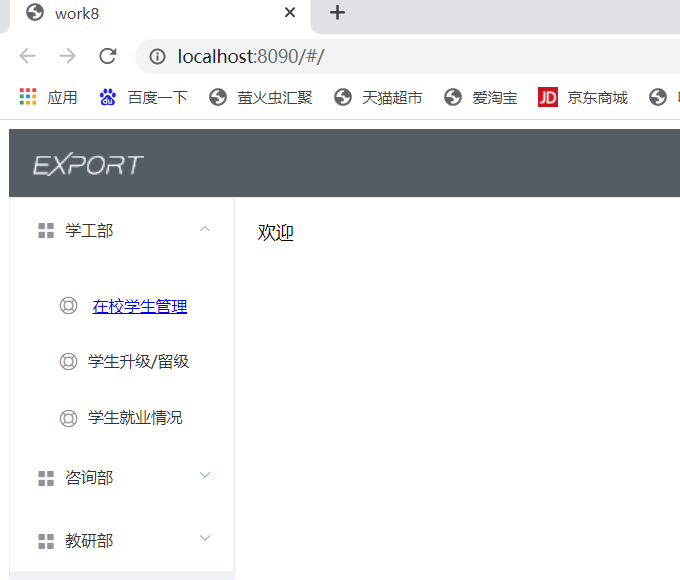 work8
localhost:8090/#/
应用 百度一下 萤火虫汇聚 天猫超市 爱淘宝 JD 京东商城
EXPORT
学工部
欢迎
在校学生管理
学生升级/留级
学生就业情况
咨询部
教研部